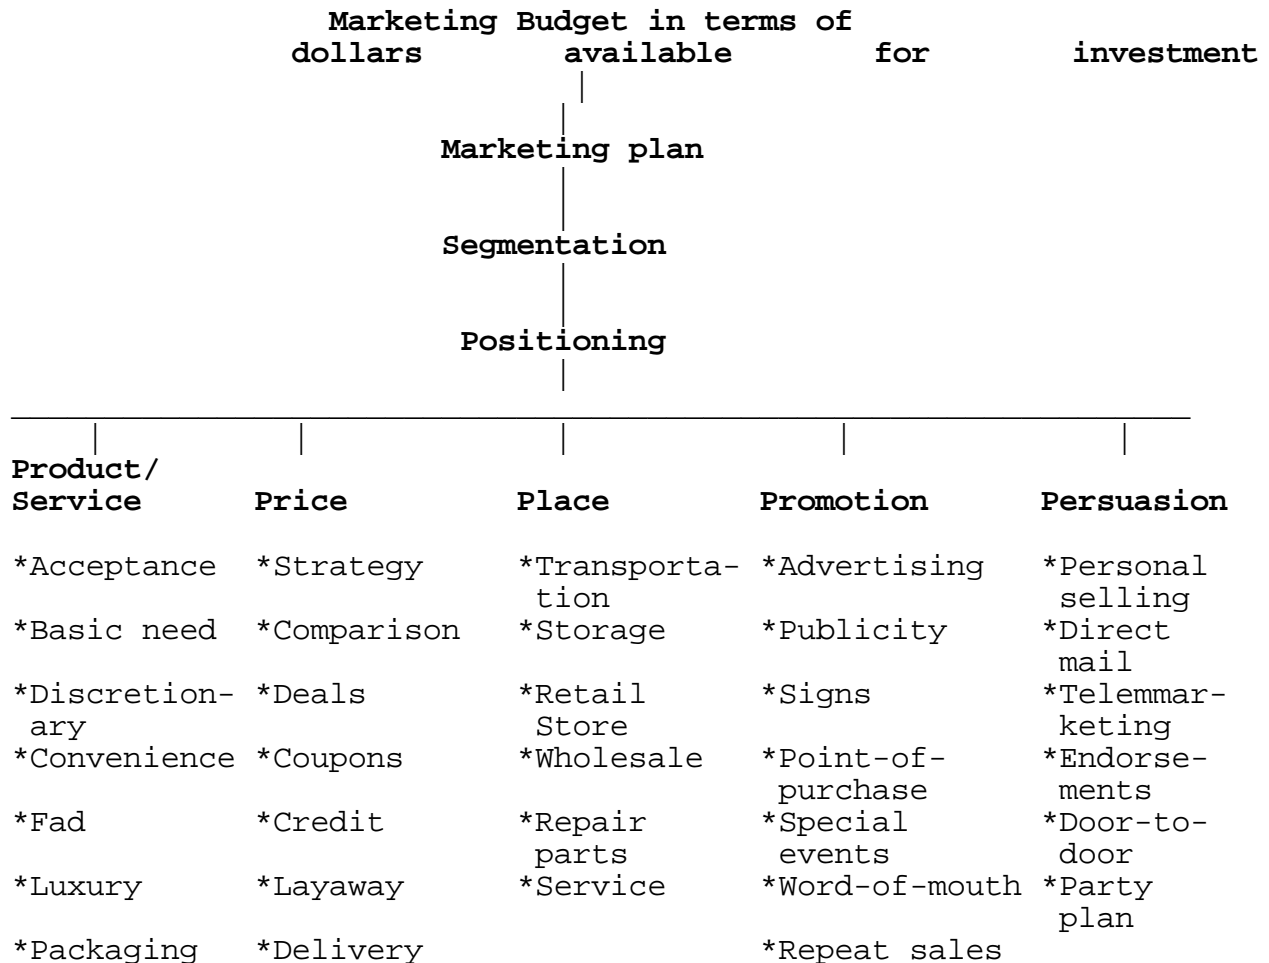 Marketing Budget in terms of
dollars available for investment
Marketing plan
Segmentation
Positioning
Product/
Service Price Place Promotion Persuasion
*Acceptance *Strategy *Transporta- *Advertising *Personal
tion selling
*Basic need *Comparison *Storage *Publicity *Direct
mail
*Discretion- *Deals *Retail *Signs *Telemmar-
ary Store keting
*Convenience *Coupons *Wholesale *Point-of- *Endorse-
purchase ments
*Fad *Credit *Repair *Special *Door-to-
parts events door
*Luxury *Layaway *Service *Word-of-mouth *Party
plan
*Packaging *Delivery *Repeat sales